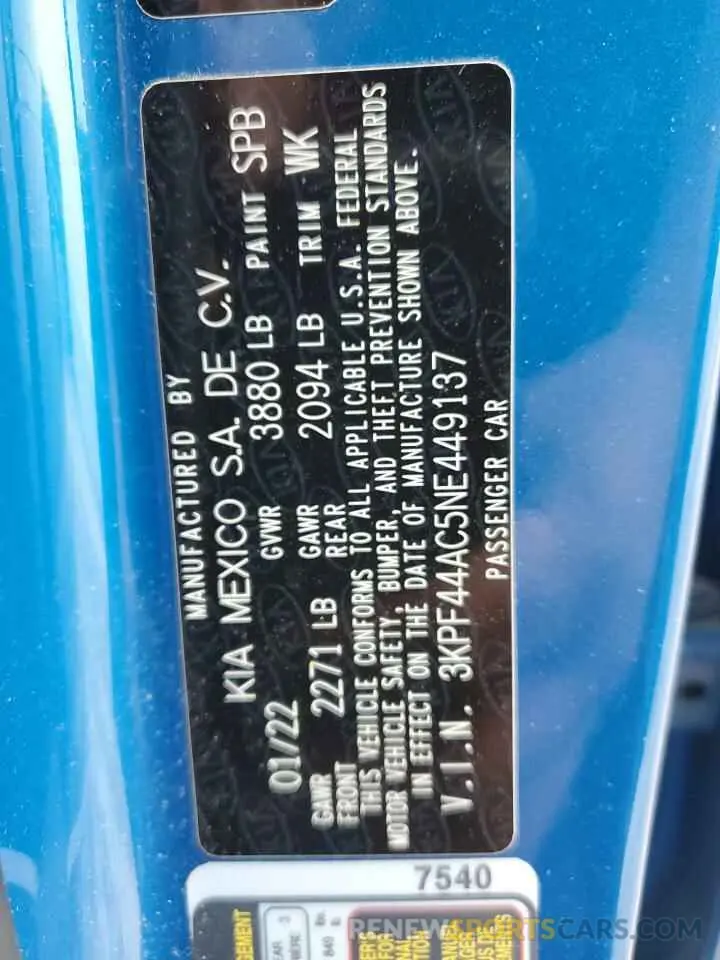 MANUFACTURED BY
KIA MEXICO S.A. DE C.V.
01/22 GVWR 3880 LB PAINT SPB
GAWR FRONT 2271 LB GAWR REAR 2094 LB TRIM WK
THIS VEHICLE CONFORMS TO ALL APPLICABLE U.S.A. FEDERAL
MOTOR VEHICLE SAFETY, BUMPER, AND THEFT PREVENTION STANDARDS
IN EFFECT ON THE DATE OF MANUFACTURE SHOWN ABOVE.
V.I.N. 3KPF44AC5NE449137
PASSENGER CAR
7540
RENEWSPORTSCARS.COM